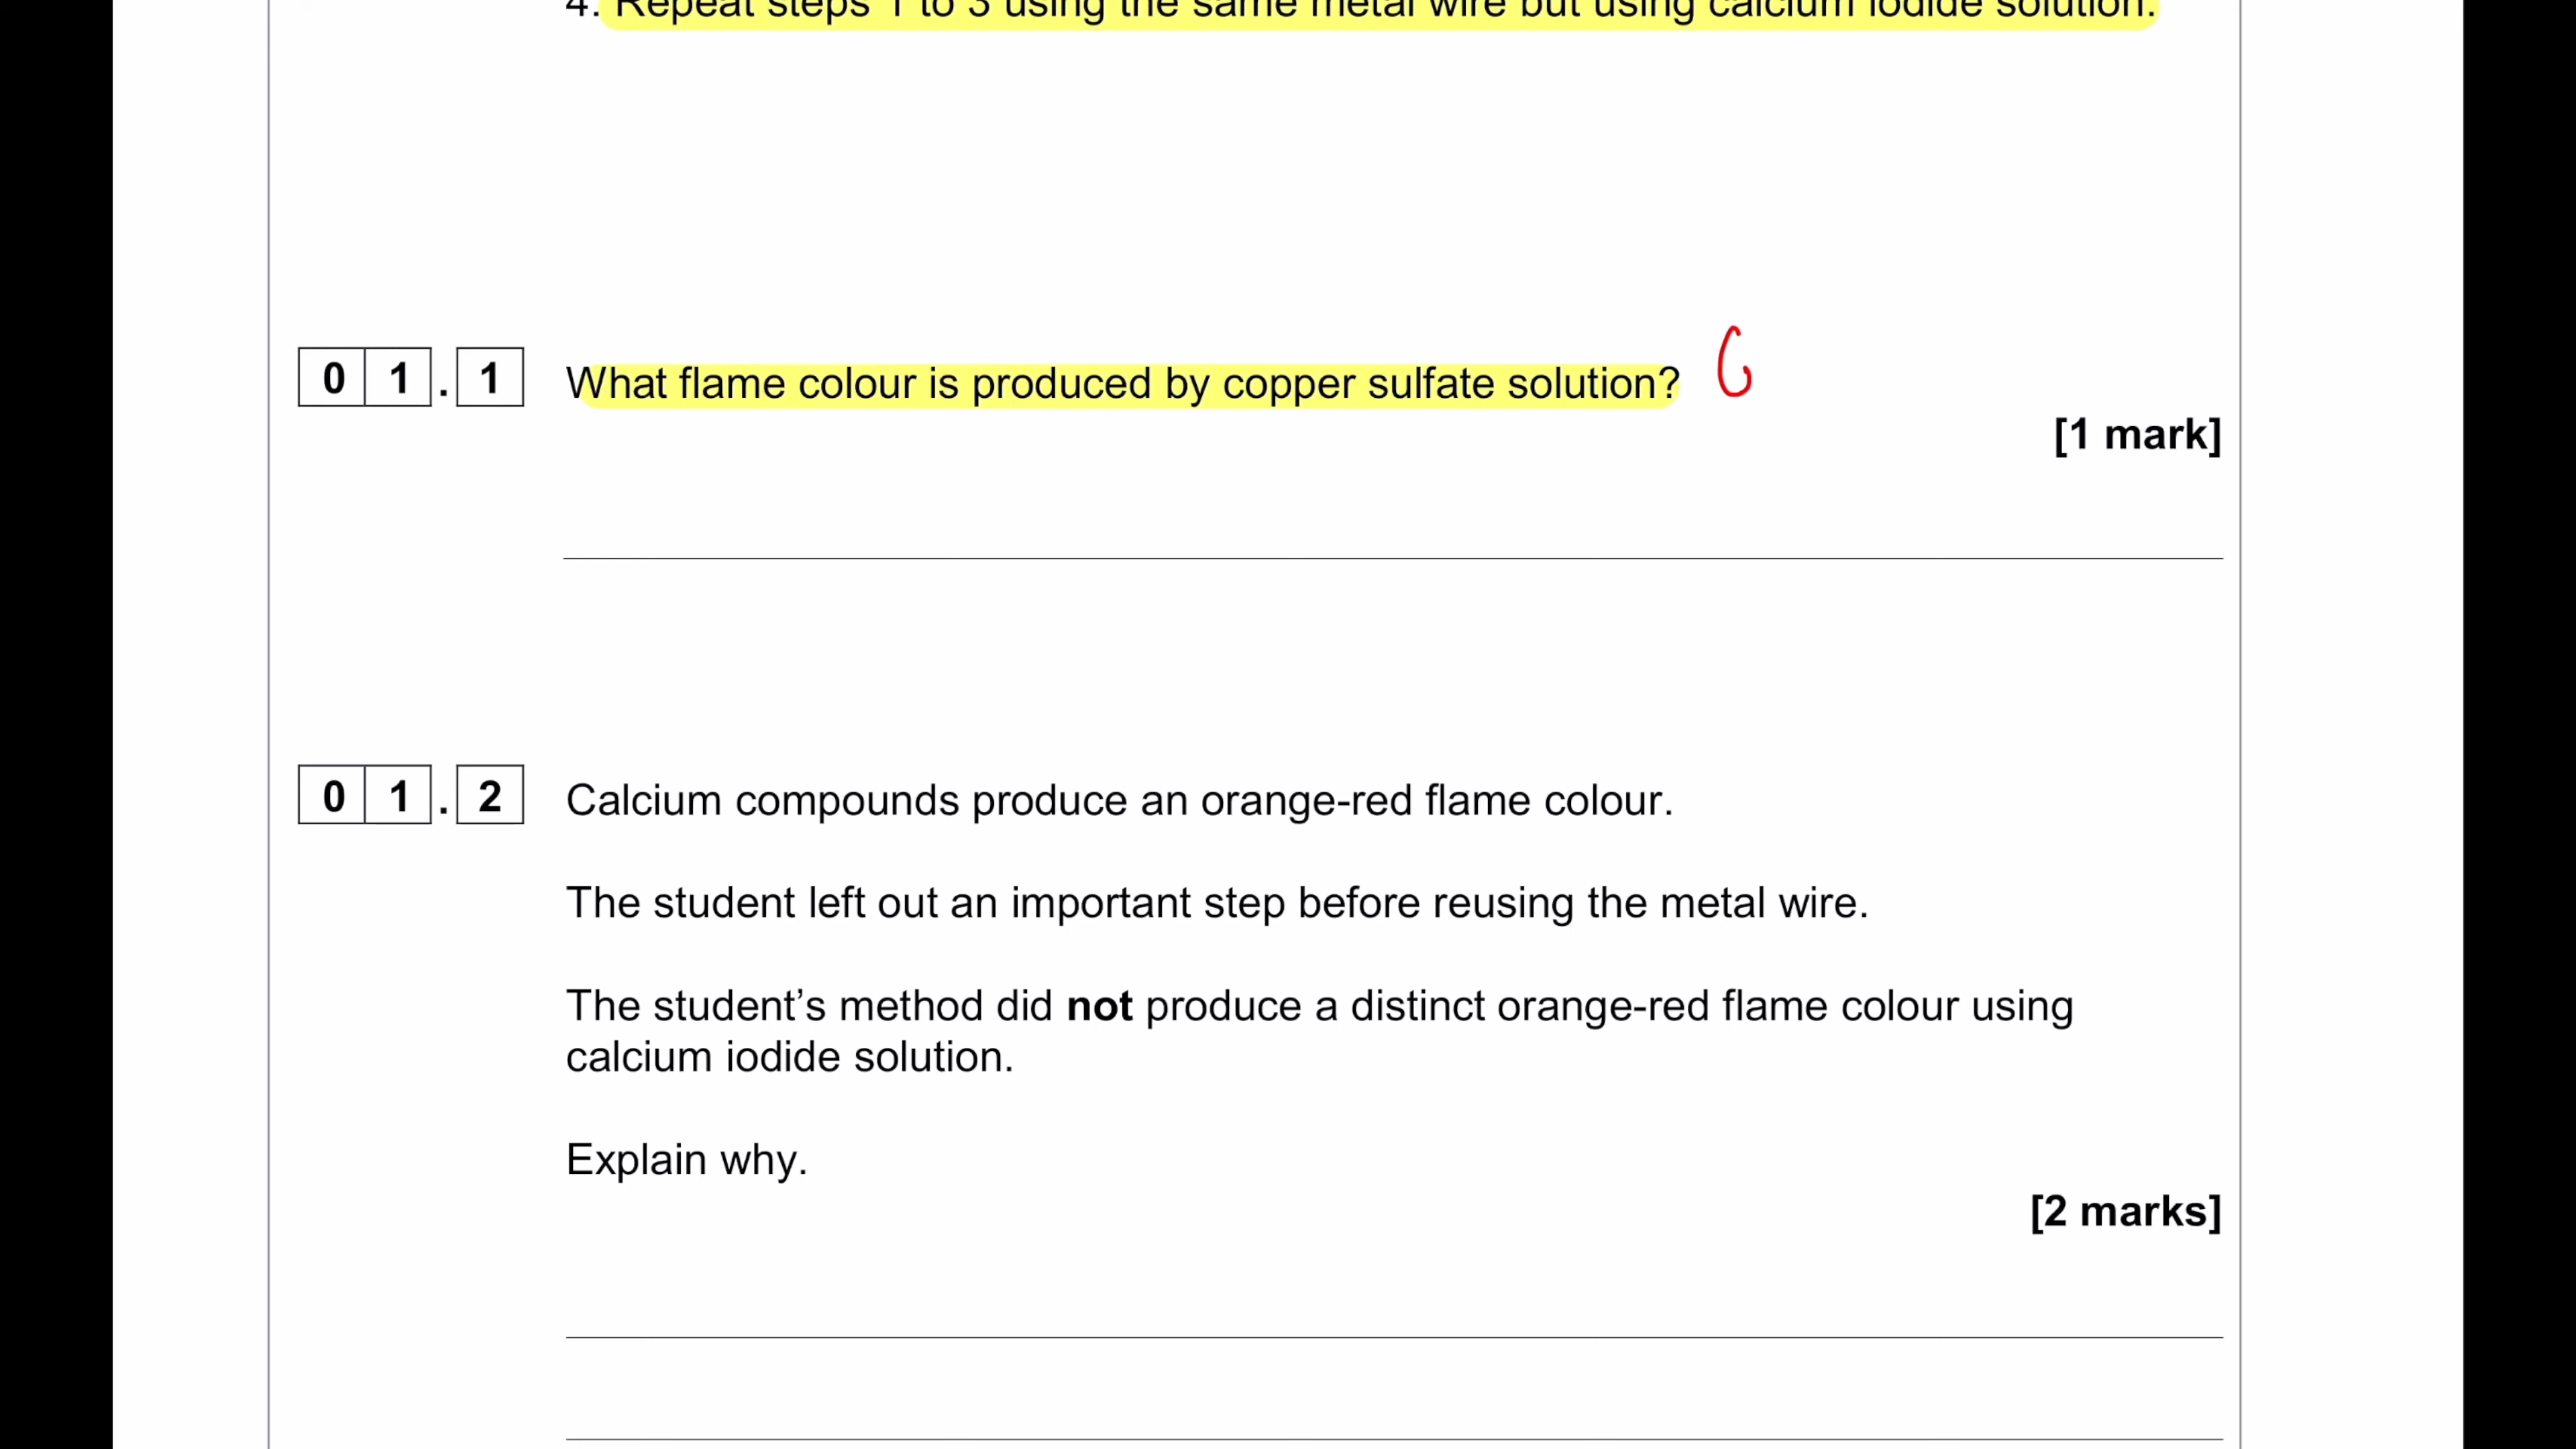 4. Repeat steps 1 to 3 using the same metal wire but using calcium iodide solution.
0 1 . 1 What flame colour is produced by copper sulfate solution? G
[1 mark]
0 1 . 2 Calcium compounds produce an orange-red flame colour.
The student left out an important step before reusing the metal wire.
The student’s method did not produce a distinct orange-red flame colour using
calcium iodide solution.
Explain why.
[2 marks]